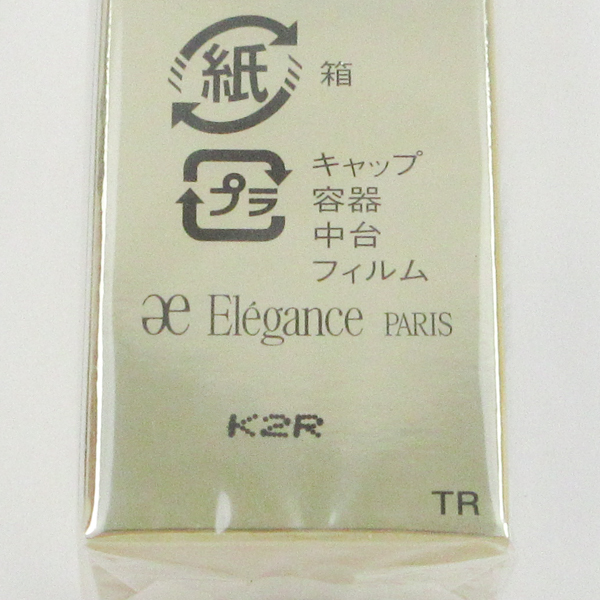 紙 箱
プラ キャップ
容器
中台
フィルム
æ Elégance PARIS
K2R
TR